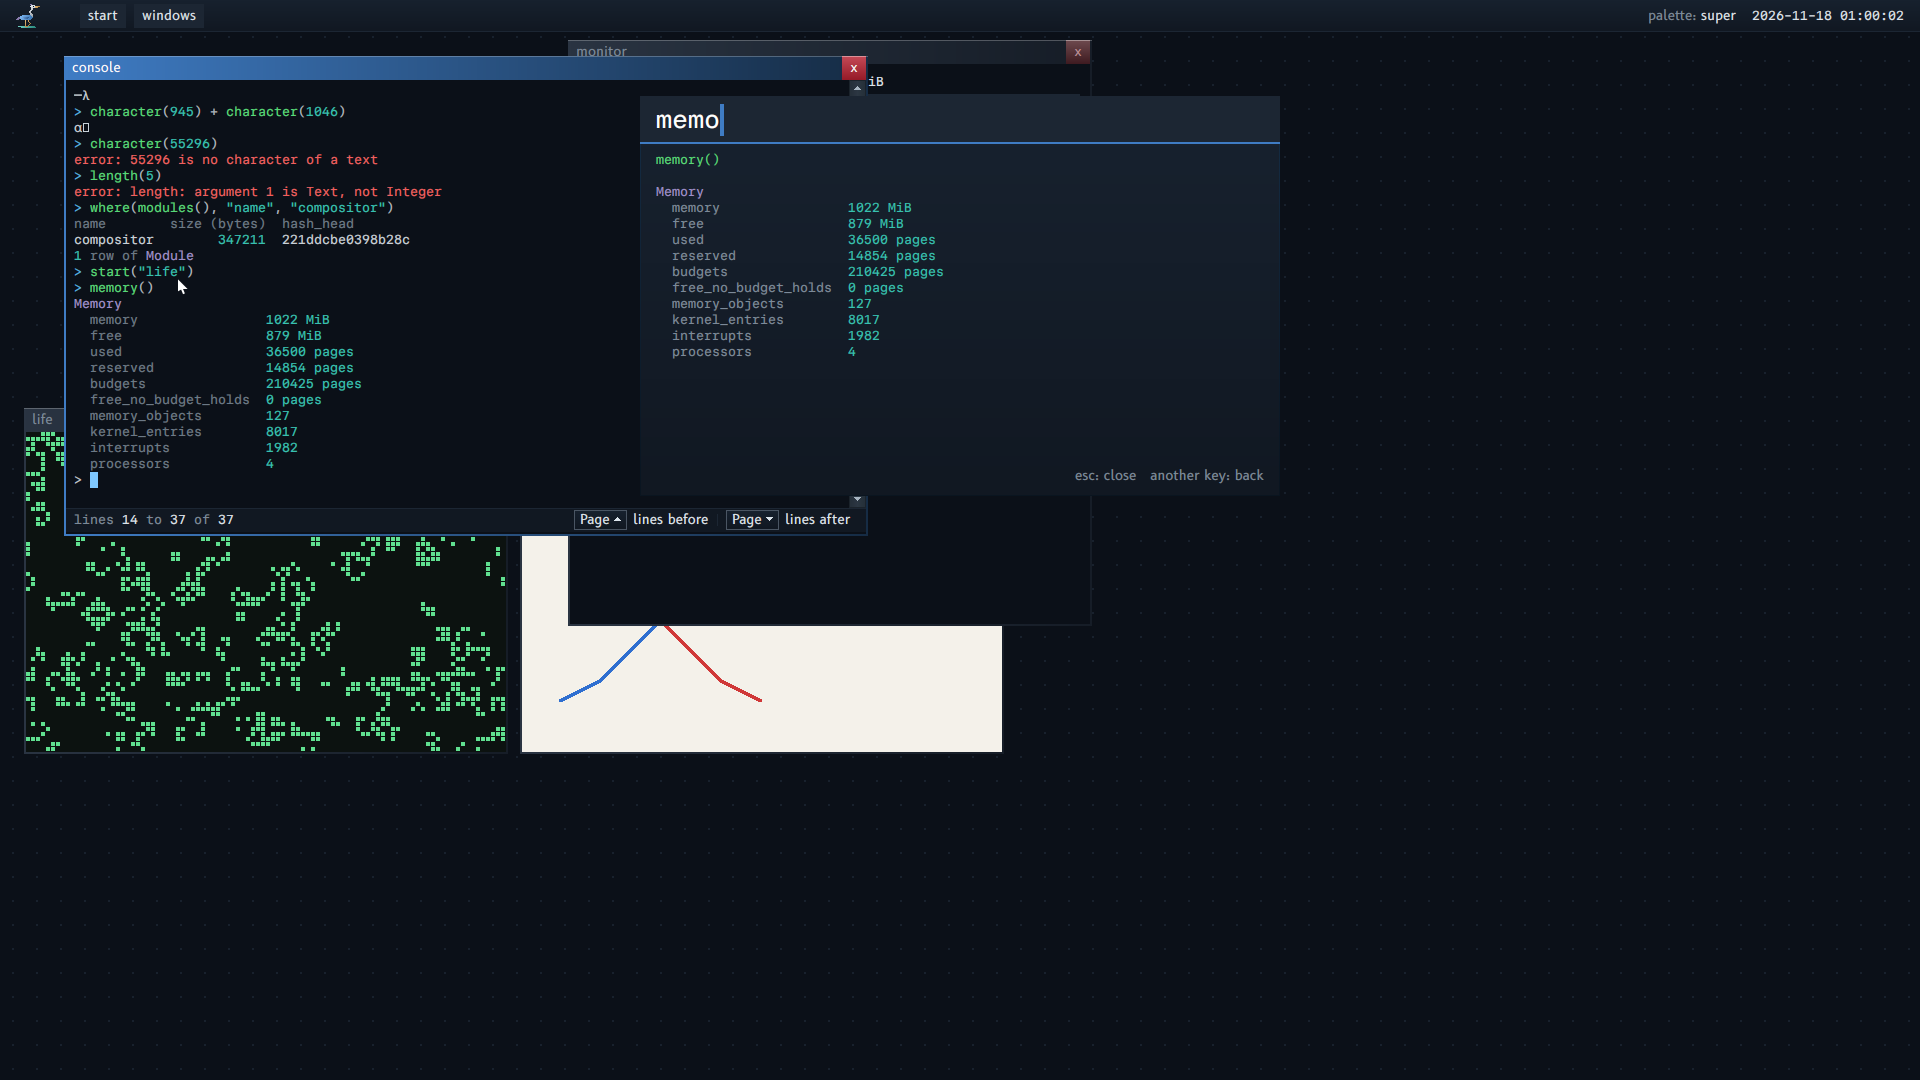 start windows
palette: super 2026-11-18 01:00:02
monitor x
iB
console x
—λ
> character(945) + character(1046)
α▯
> character(55296)
error: 55296 is no character of a text
> length(5)
error: length: argument 1 is Text, not Integer
> where(modules(), "name", "compositor")
name size (bytes) hash_head
compositor 347211 221ddcbe0398b28c
1 row of Module
> start("life")
> memory()
Memory
memory 1022 MiB
free 879 MiB
used 36500 pages
reserved 14854 pages
budgets 210425 pages
free_no_budget_holds 0 pages
memory_objects 127
kernel_entries 8017
interrupts 1982
processors 4
>
lines 14 to 37 of 37
Page lines before Page lines after
memo
memory()
Memory
memory 1022 MiB
free 879 MiB
used 36500 pages
reserved 14854 pages
budgets 210425 pages
free_no_budget_holds 0 pages
memory_objects 127
kernel_entries 8017
interrupts 1982
processors 4
esc: close another key: back
life